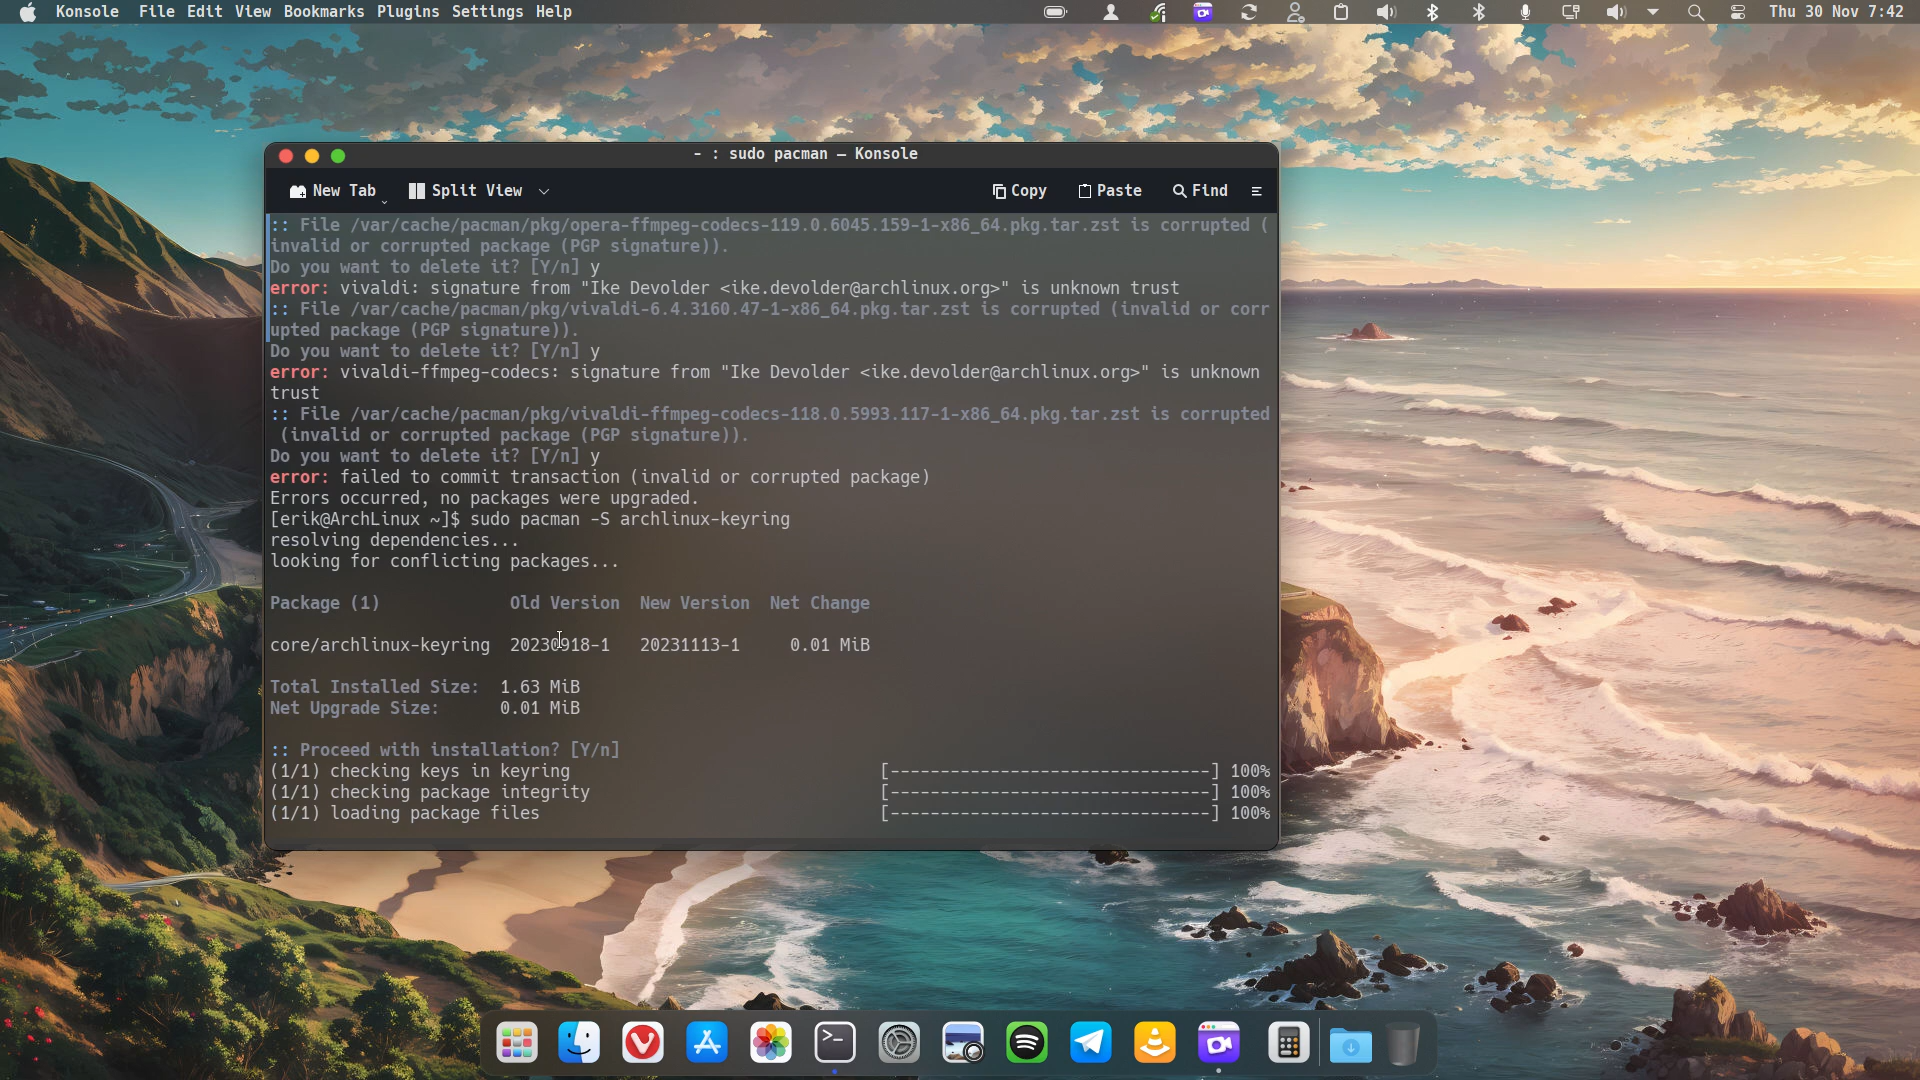 Konsole File Edit View Bookmarks Plugins Settings Help
Thu 30 Nov 7:42
- : sudo pacman — Konsole
New Tab Split View Copy Paste Find
:: File /var/cache/pacman/pkg/opera-ffmpeg-codecs-119.0.6045.159-1-x86_64.pkg.tar.zst is corrupted (
invalid or corrupted package (PGP signature)).
Do you want to delete it? [Y/n] y
error: vivaldi: signature from "Ike Devolder <ike.devolder@archlinux.org>" is unknown trust
:: File /var/cache/pacman/pkg/vivaldi-6.4.3160.47-1-x86_64.pkg.tar.zst is corrupted (invalid or corr
upted package (PGP signature)).
Do you want to delete it? [Y/n] y
error: vivaldi-ffmpeg-codecs: signature from "Ike Devolder <ike.devolder@archlinux.org>" is unknown
trust
:: File /var/cache/pacman/pkg/vivaldi-ffmpeg-codecs-118.0.5993.117-1-x86_64.pkg.tar.zst is corrupted
(invalid or corrupted package (PGP signature)).
Do you want to delete it? [Y/n] y
error: failed to commit transaction (invalid or corrupted package)
Errors occurred, no packages were upgraded.
[erik@ArchLinux ~]$ sudo pacman -S archlinux-keyring
resolving dependencies...
looking for conflicting packages...
Package (1) Old Version New Version Net Change
core/archlinux-keyring 20230918-1 20231113-1 0.01 MiB
Total Installed Size: 1.63 MiB
Net Upgrade Size: 0.01 MiB
:: Proceed with installation? [Y/n]
(1/1) checking keys in keyring [--------------------------------] 100%
(1/1) checking package integrity [--------------------------------] 100%
(1/1) loading package files [--------------------------------] 100%